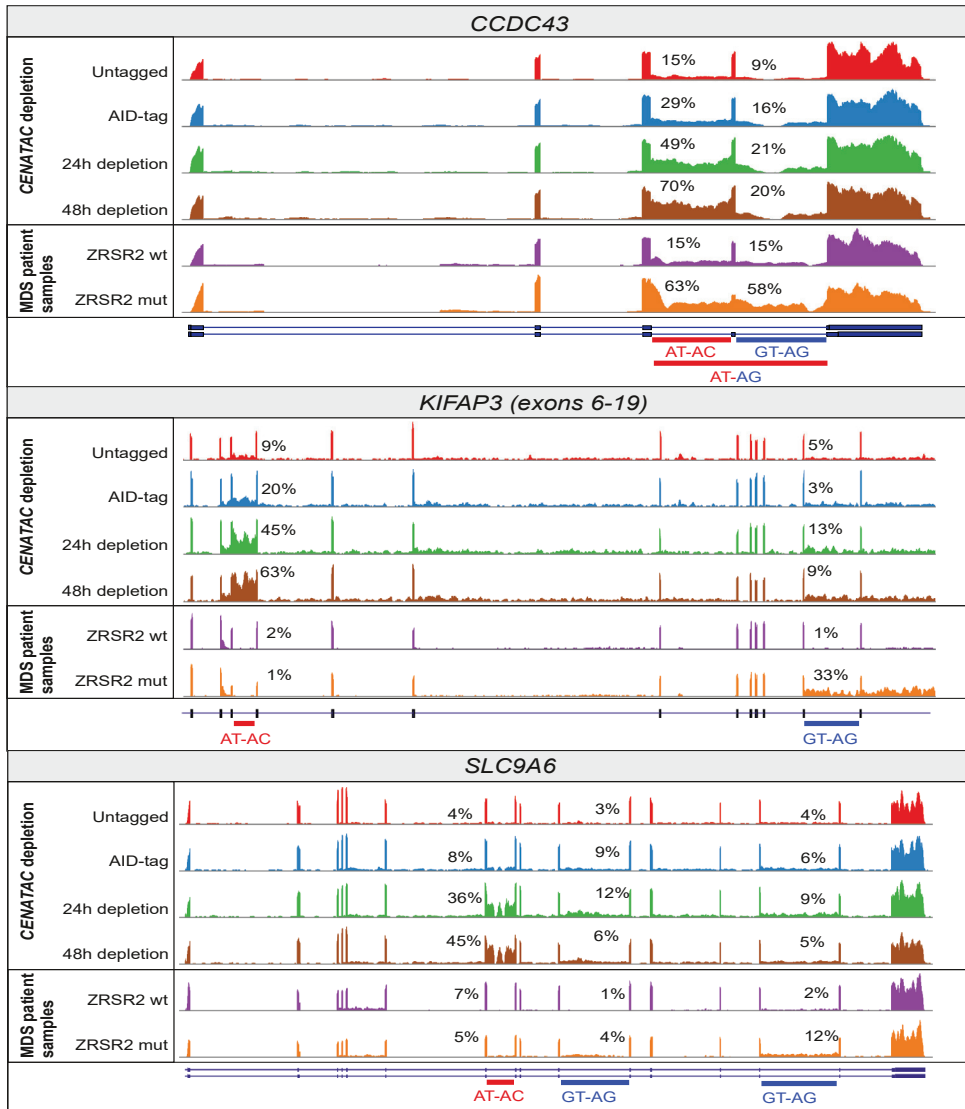 CCDC43
CENATAC depletion
Untagged 15% 9%
AID-tag 29% 16%
24h depletion 49% 21%
48h depletion 70% 20%
MDS patient
samples
ZRSR2 wt 15% 15%
ZRSR2 mut 63% 58%
AT-AC GT-AG
AT-AG
KIFAP3 (exons 6-19)
CENATAC depletion
Untagged 9% 5%
AID-tag 20% 3%
24h depletion 45% 13%
48h depletion 63% 9%
MDS patient
samples
ZRSR2 wt 2% 1%
ZRSR2 mut 1% 33%
AT-AC GT-AG
SLC9A6
CENATAC depletion
Untagged 4% 3% 4%
AID-tag 8% 9% 6%
24h depletion 36% 12% 9%
48h depletion 45% 6% 5%
MDS patient
samples
ZRSR2 wt 7% 1% 2%
ZRSR2 mut 5% 4% 12%
AT-AC GT-AG GT-AG